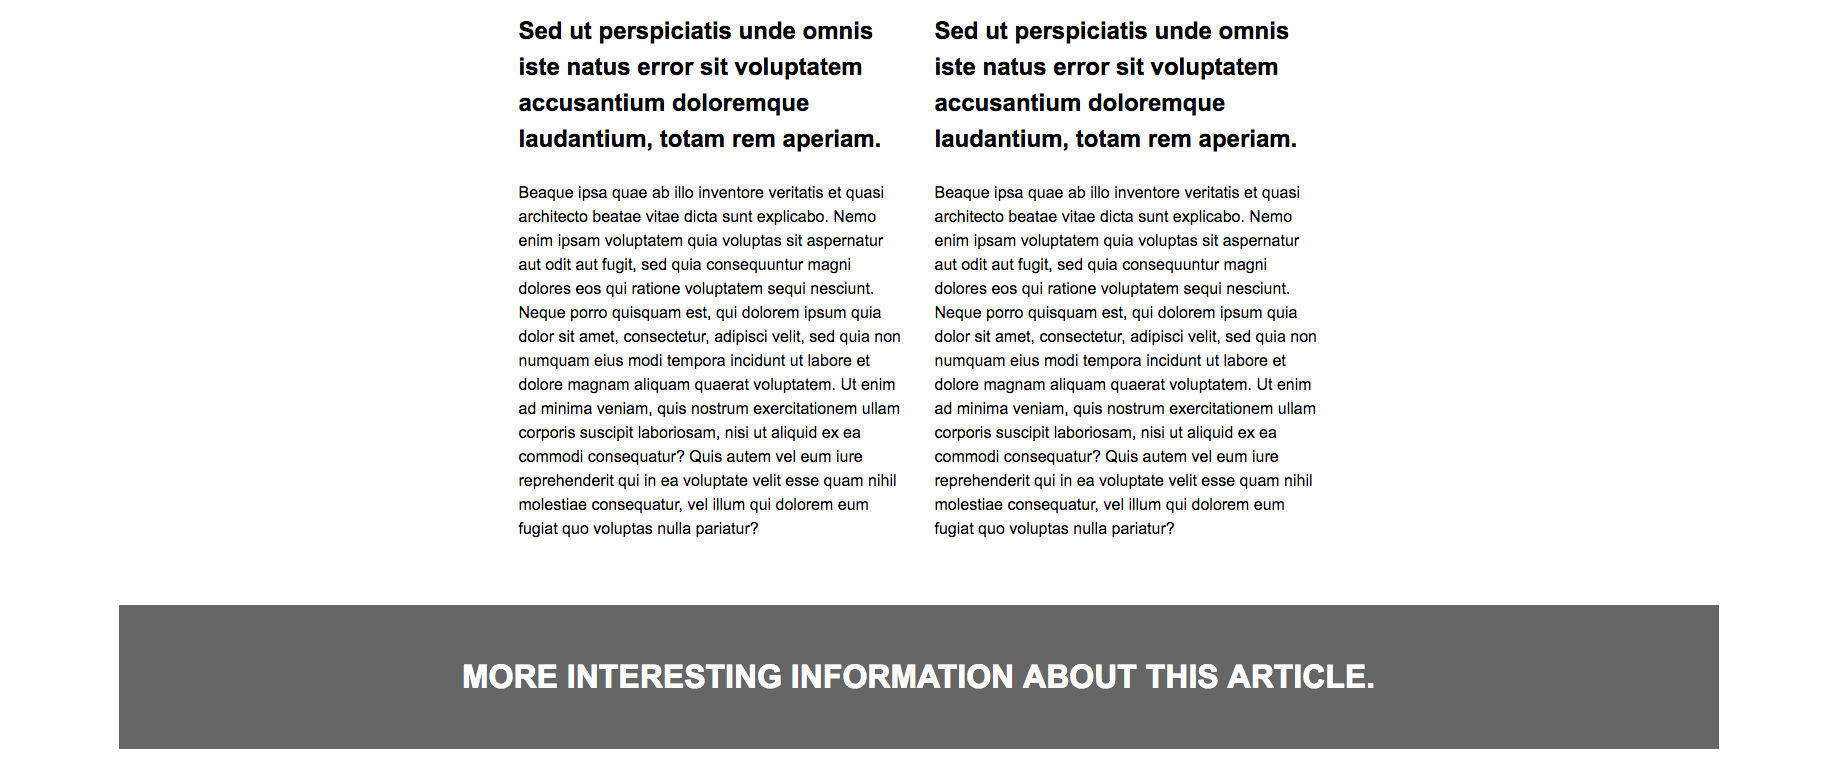 Sed ut perspiciatis unde omnis
iste natus error sit voluptatem
accusantium doloremque
laudantium, totam rem aperiam.
Beaque ipsa quae ab illo inventore veritatis et quasi
architecto beatae vitae dicta sunt explicabo. Nemo
enim ipsam voluptatem quia voluptas sit aspernatur
aut odit aut fugit, sed quia consequuntur magni
dolores eos qui ratione voluptatem sequi nesciunt.
Neque porro quisquam est, qui dolorem ipsum quia
dolor sit amet, consectetur, adipisci velit, sed quia non
numquam eius modi tempora incidunt ut labore et
dolore magnam aliquam quaerat voluptatem. Ut enim
ad minima veniam, quis nostrum exercitationem ullam
corporis suscipit laboriosam, nisi ut aliquid ex ea
commodi consequatur? Quis autem vel eum iure
reprehenderit qui in ea voluptate velit esse quam nihil
molestiae consequatur, vel illum qui dolorem eum
fugiat quo voluptas nulla pariatur?
Sed ut perspiciatis unde omnis
iste natus error sit voluptatem
accusantium doloremque
laudantium, totam rem aperiam.
Beaque ipsa quae ab illo inventore veritatis et quasi
architecto beatae vitae dicta sunt explicabo. Nemo
enim ipsam voluptatem quia voluptas sit aspernatur
aut odit aut fugit, sed quia consequuntur magni
dolores eos qui ratione voluptatem sequi nesciunt.
Neque porro quisquam est, qui dolorem ipsum quia
dolor sit amet, consectetur, adipisci velit, sed quia non
numquam eius modi tempora incidunt ut labore et
dolore magnam aliquam quaerat voluptatem. Ut enim
ad minima veniam, quis nostrum exercitationem ullam
corporis suscipit laboriosam, nisi ut aliquid ex ea
commodi consequatur? Quis autem vel eum iure
reprehenderit qui in ea voluptate velit esse quam nihil
molestiae consequatur, vel illum qui dolorem eum
fugiat quo voluptas nulla pariatur?
MORE INTERESTING INFORMATION ABOUT THIS ARTICLE.